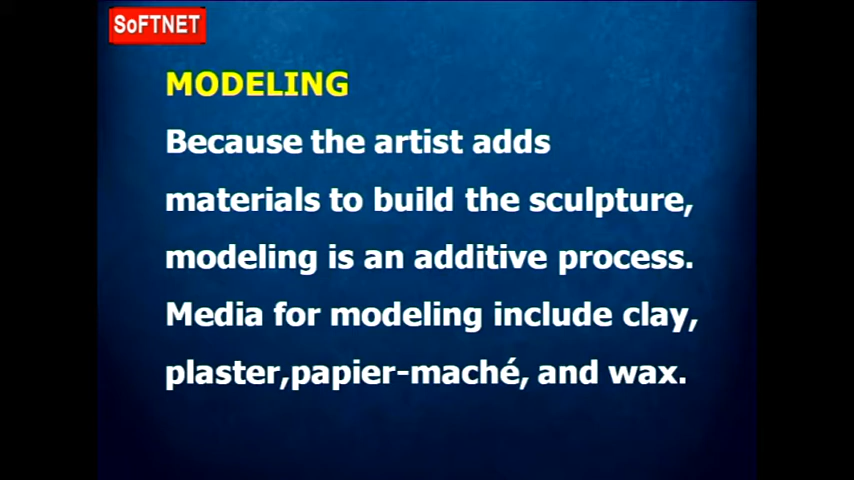 SoFTNET
MODELING
Because the artist adds
materials to build the sculpture,
modeling is an additive process.
Media for modeling include clay,
plaster,papier-maché, and wax.